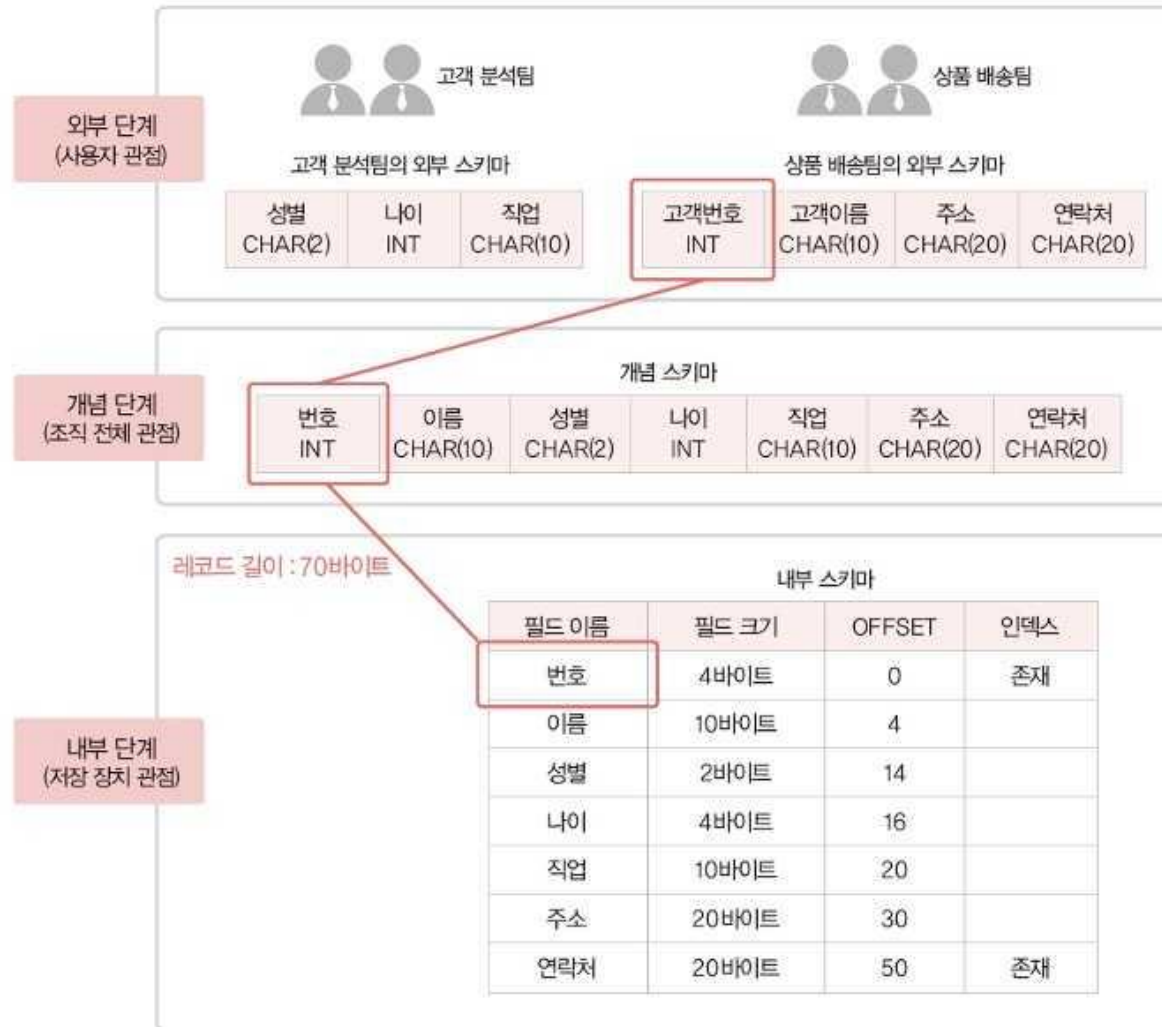 고객 분석팀
상품 배송팀
외부 단계
(사용자 관점)
고객 분석팀의 외부 스키마
상품 배송팀의 외부 스키마
성별 나이 직업
CHAR(2) INT CHAR(10)
고객번호 고객이름 주소 연락처
INT CHAR(10) CHAR(20) CHAR(20)
개념 단계
(조직 전체 관점)
개념 스키마
번호 이름 성별 나이 직업 주소 연락처
INT CHAR(10) CHAR(2) INT CHAR(10) CHAR(20) CHAR(20)
내부 단계
(저장 장치 관점)
레코드 길이 : 70바이트
내부 스키마
필드 이름 필드 크기 OFFSET 인덱스
번호 4바이트 0 존재
이름 10바이트 4
성별 2바이트 14
나이 4바이트 16
직업 10바이트 20
주소 20바이트 30
연락처 20바이트 50 존재